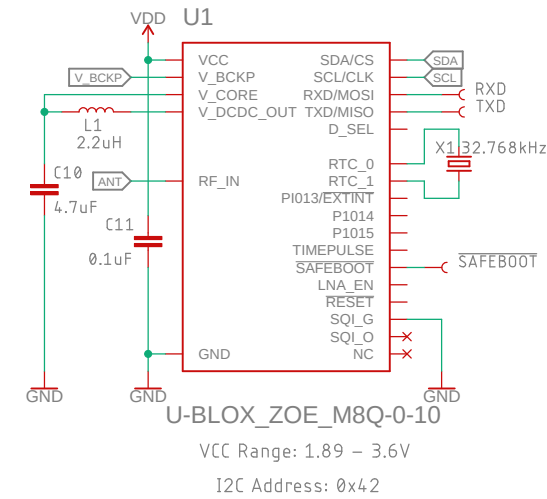 VDD
U1
VCC
V_BCKP
V_BCKP
V_CORE
V_DCDC_OUT
L1
2.2uH
C10
4.7uF
ANT
RF_IN
C11
0.1uF
GND
SDA/CS
SDA
SCL/CLK
SCL
RXD/MOSI
RXD
TXD/MISO
TXD
D_SEL
RTC_0
X1 32.768kHz
RTC_1
PI013/EXTINT
P1014
P1015
TIMEPULSE
SAFEBOOT
SAFEBOOT
LNA_EN
RESET
SQI_G
SQI_O
NC
GND
GND
GND
U-BLOX_ZOE_M8Q-0-10
VCC Range: 1.89 – 3.6V
I2C Address: 0x42